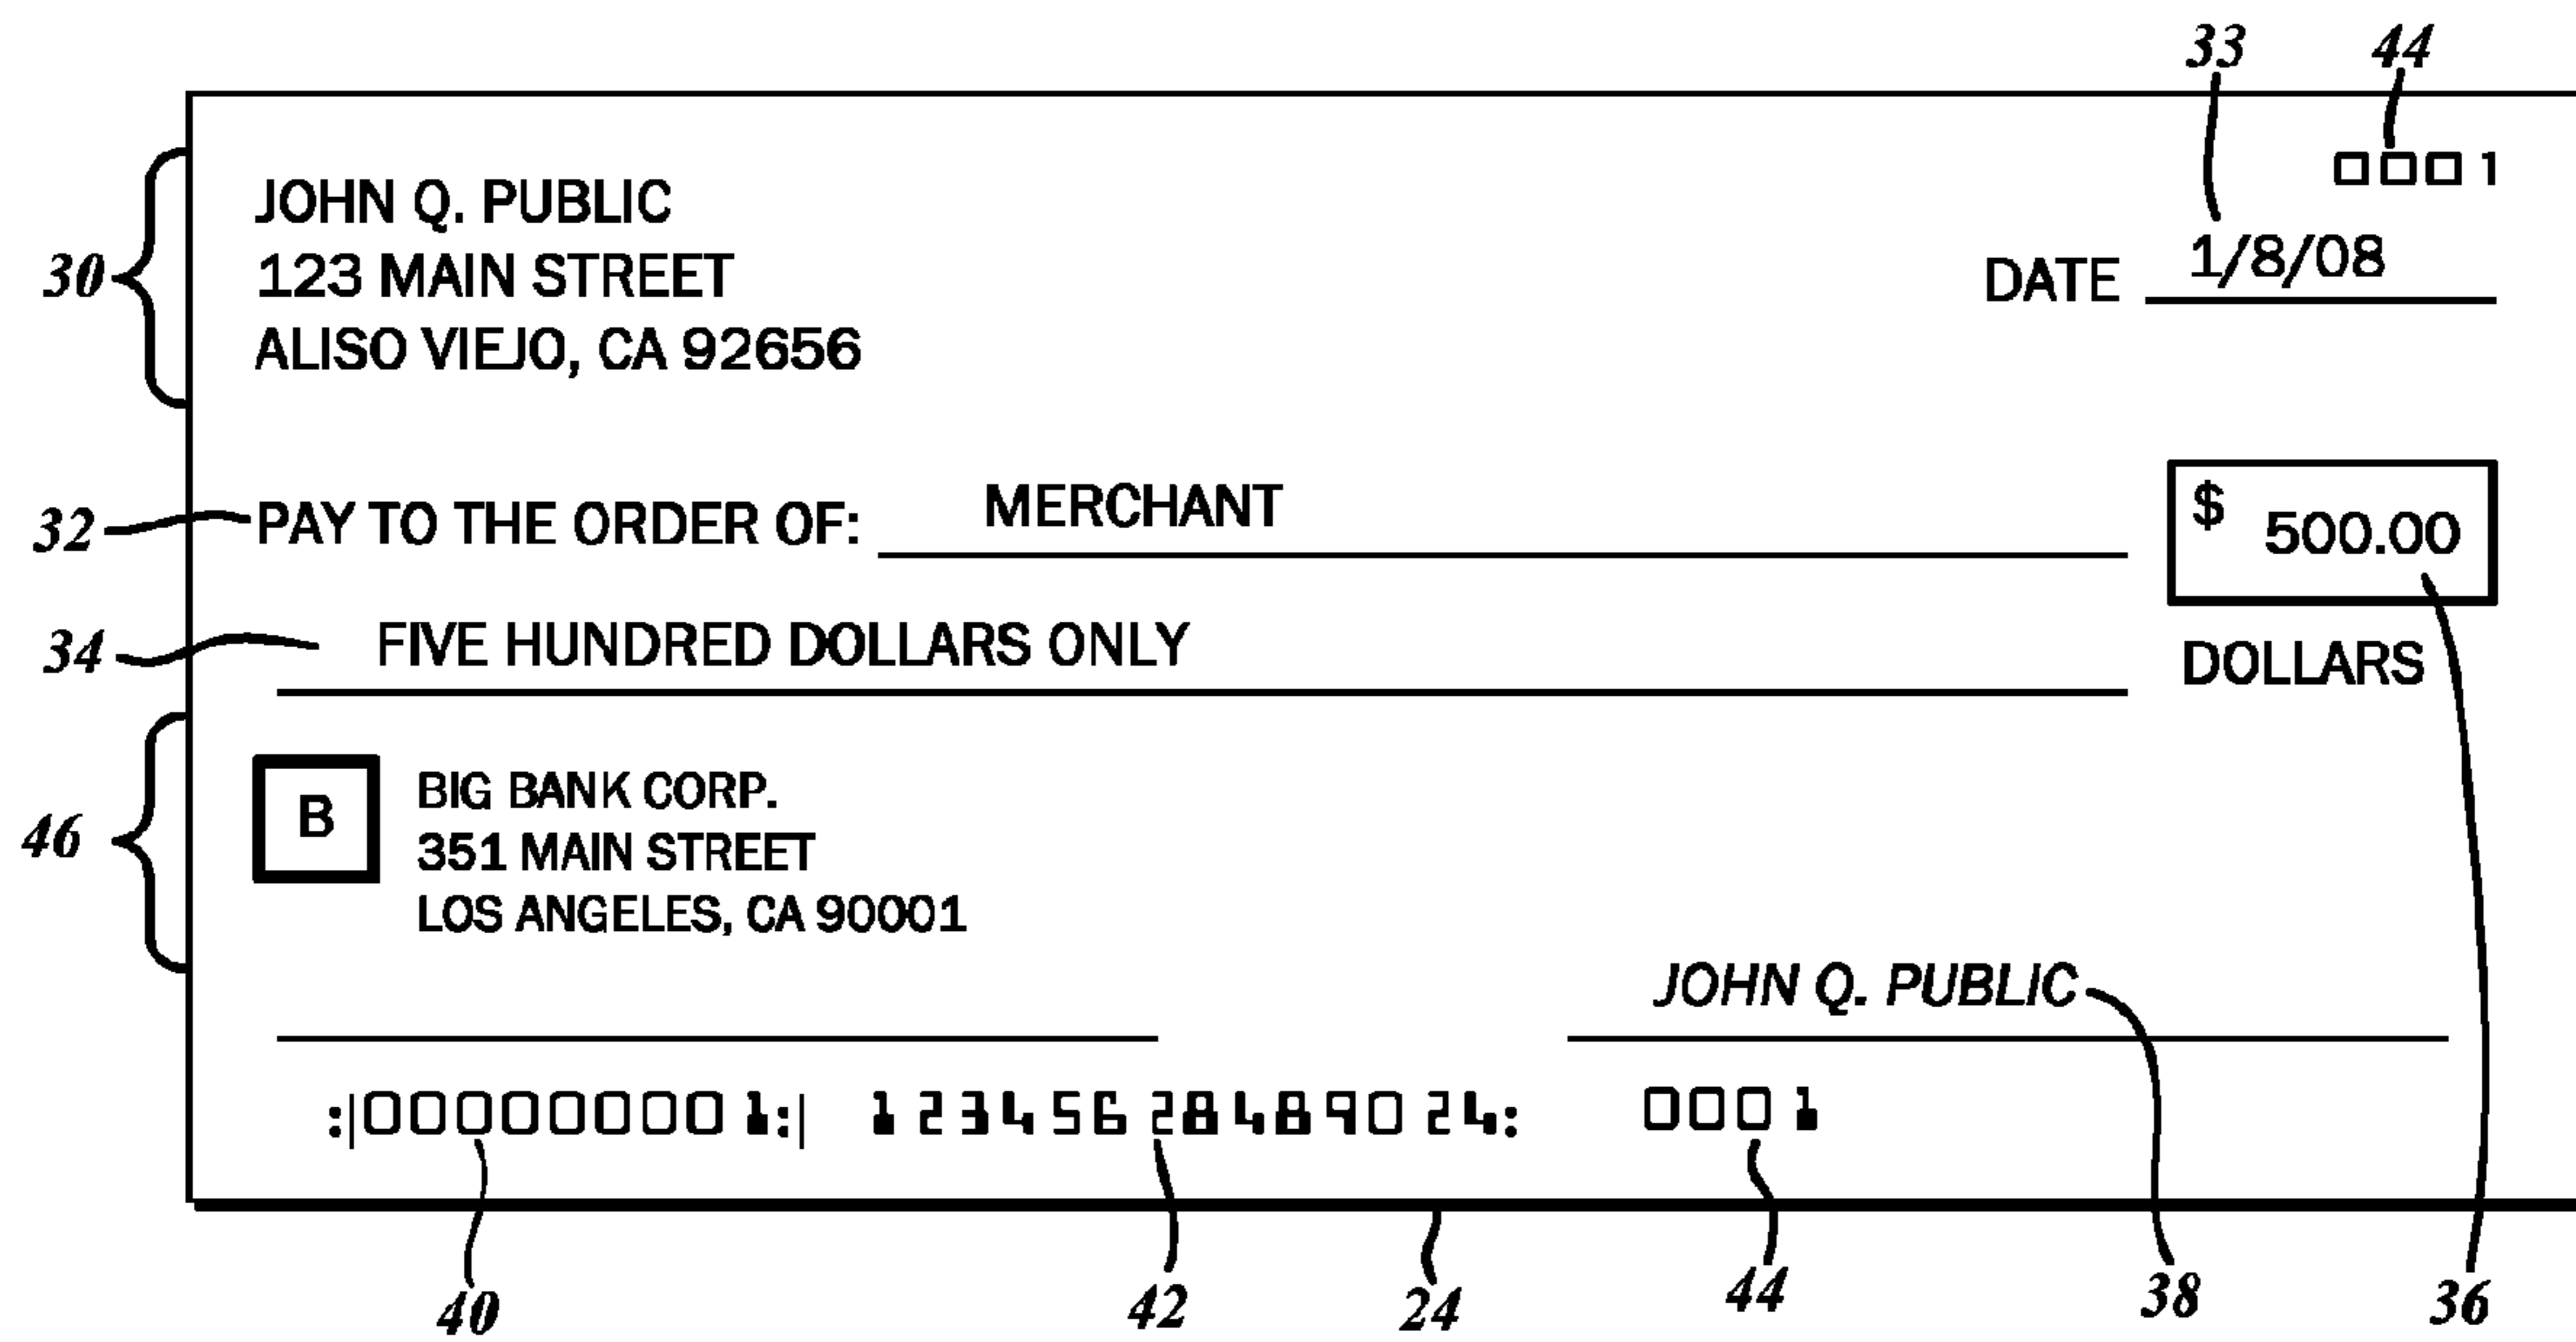 33 44
0001
JOHN Q. PUBLIC
30 123 MAIN STREET
DATE 1/8/08
ALISO VIEJO, CA 92656
32 PAY TO THE ORDER OF: MERCHANT $ 500.00
34 FIVE HUNDRED DOLLARS ONLY DOLLARS
46 B BIG BANK CORP.
351 MAIN STREET
LOS ANGELES, CA 90001
JOHN Q. PUBLIC
:|000000001:| 12345628489024: 0001
40 42 24 44 38 36